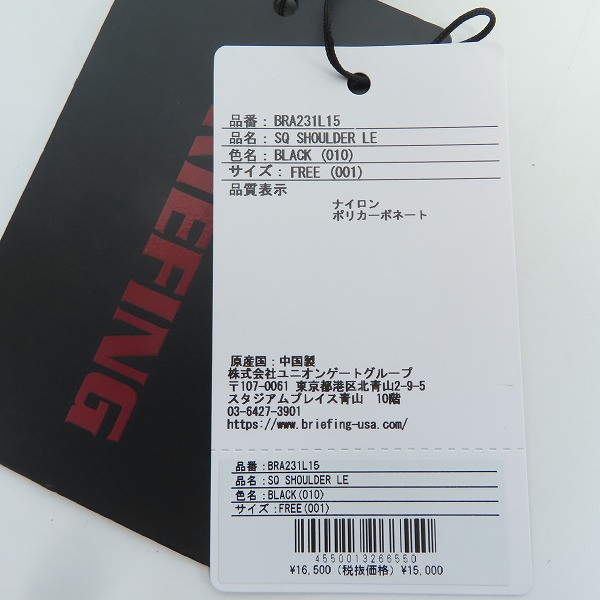 BRIEFING
品番：BRA231L15
品名：SQ SHOULDER LE
色名：BLACK (010)
サイズ：FREE (001)
品質表示
ナイロン
ポリカーボネート
原産国：中国製
株式会社ユニオンゲートグループ
〒107-0061 東京都港区北青山2-9-5
スタジアムプレイス青山 10階
03-6427-3901
https://www.briefing-usa.com/
品番：BRA231L15
品名：SQ SHOULDER LE
色名：BLACK(010)
サイズ：FREE(001)
4550013266550
¥16,500 (税抜価格) ¥15,000